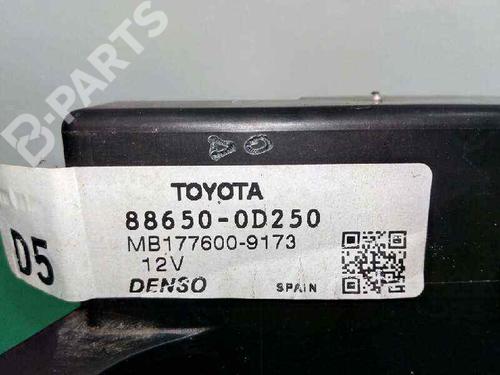 B-PARTS
TOYOTA
88650-0D250
MB177600-9173
12V
DENSO
SPAIN
D5